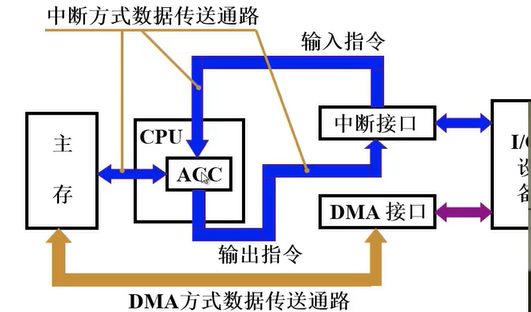 中断方式数据传送通路
输入指令
主
存
CPU
ACC
中断接口
I/O
设
备
DMA 接口
输出指令
DMA方式数据传送通路